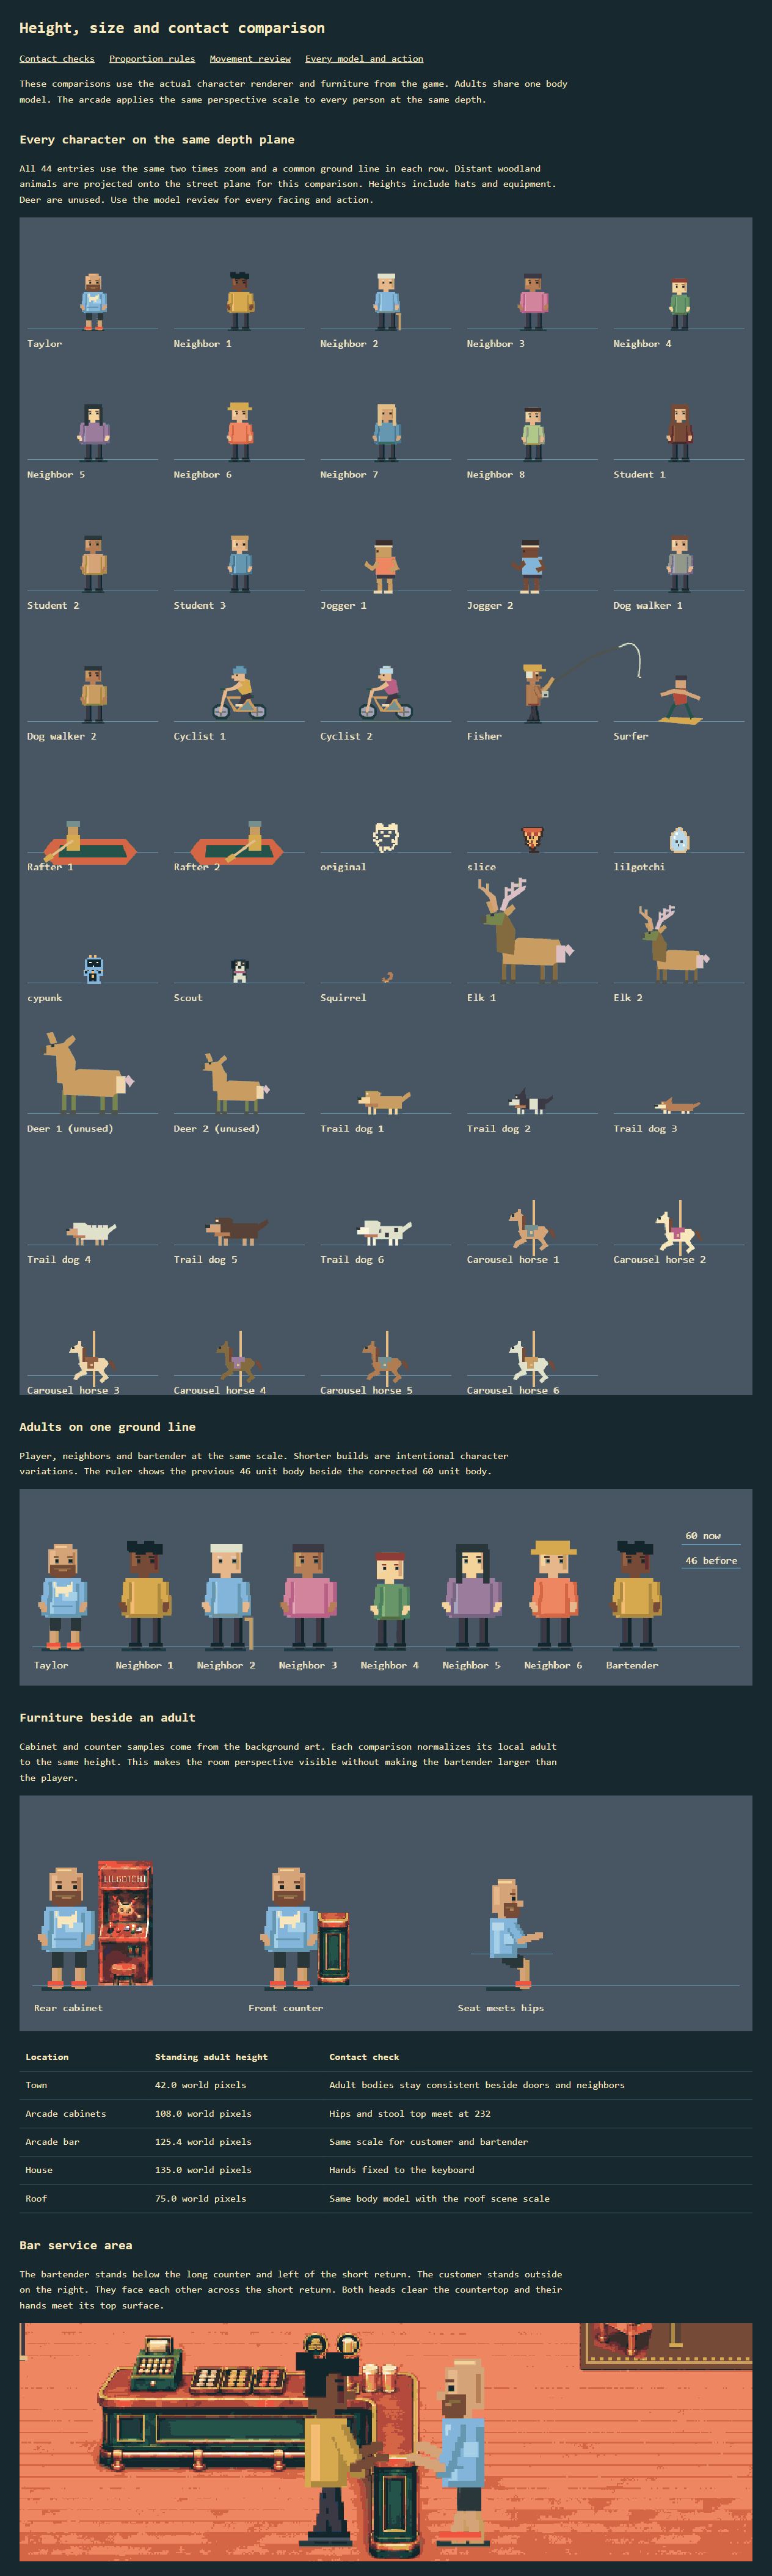 Height, size and contact comparison
Contact checks Proportion rules Movement review Every model and action
These comparisons use the actual character renderer and furniture from the game. Adults share one body
model. The arcade applies the same perspective scale to every person at the same depth.
Every character on the same depth plane
All 44 entries use the same two times zoom and a common ground line in each row. Distant woodland
animals are projected onto the street plane for this comparison. Heights include hats and equipment.
Deer are unused. Use the model review for every facing and action.
Taylor Neighbor 1 Neighbor 2 Neighbor 3 Neighbor 4
Neighbor 5 Neighbor 6 Neighbor 7 Neighbor 8 Student 1
Student 2 Student 3 Jogger 1 Jogger 2 Dog walker 1
Dog walker 2 Cyclist 1 Cyclist 2 Fisher Surfer
Rafter 1 Rafter 2 original slice lilgotchi
cypunk Scout Squirrel Elk 1 Elk 2
Deer 1 (unused) Deer 2 (unused) Trail dog 1 Trail dog 2 Trail dog 3
Trail dog 4 Trail dog 5 Trail dog 6 Carousel horse 1 Carousel horse 2
Carousel horse 3 Carousel horse 4 Carousel horse 5 Carousel horse 6
Adults on one ground line
Player, neighbors and bartender at the same scale. Shorter builds are intentional character
variations. The ruler shows the previous 46 unit body beside the corrected 60 unit body.
60 now
46 before
Taylor Neighbor 1 Neighbor 2 Neighbor 3 Neighbor 4 Neighbor 5 Neighbor 6 Bartender
Furniture beside an adult
Cabinet and counter samples come from the background art. Each comparison normalizes its local adult
to the same height. This makes the room perspective visible without making the bartender larger than
the player.
LILGOTCHI
Rear cabinet Front counter Seat meets hips
Location Standing adult height Contact check
Town 42.0 world pixels Adult bodies stay consistent beside doors and neighbors
Arcade cabinets 108.0 world pixels Hips and stool top meet at 232
Arcade bar 125.4 world pixels Same scale for customer and bartender
House 135.0 world pixels Hands fixed to the keyboard
Roof 75.0 world pixels Same body model with the roof scene scale
Bar service area
The bartender stands below the long counter and left of the short return. The customer stands outside
on the right. They face each other across the short return. Both heads clear the countertop and their
hands meet its top surface.